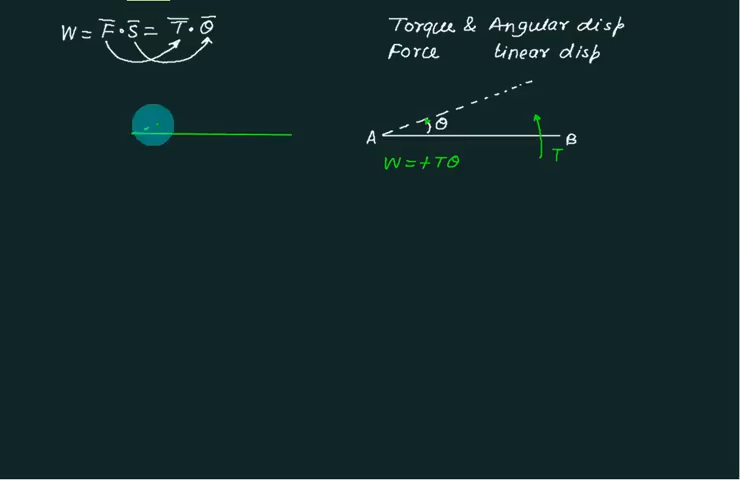 W = F̅ · S̅ = T̅ · θ̅
Torque & Angular disp
Force Linear disp
θ
A
B
W = + Tθ
T